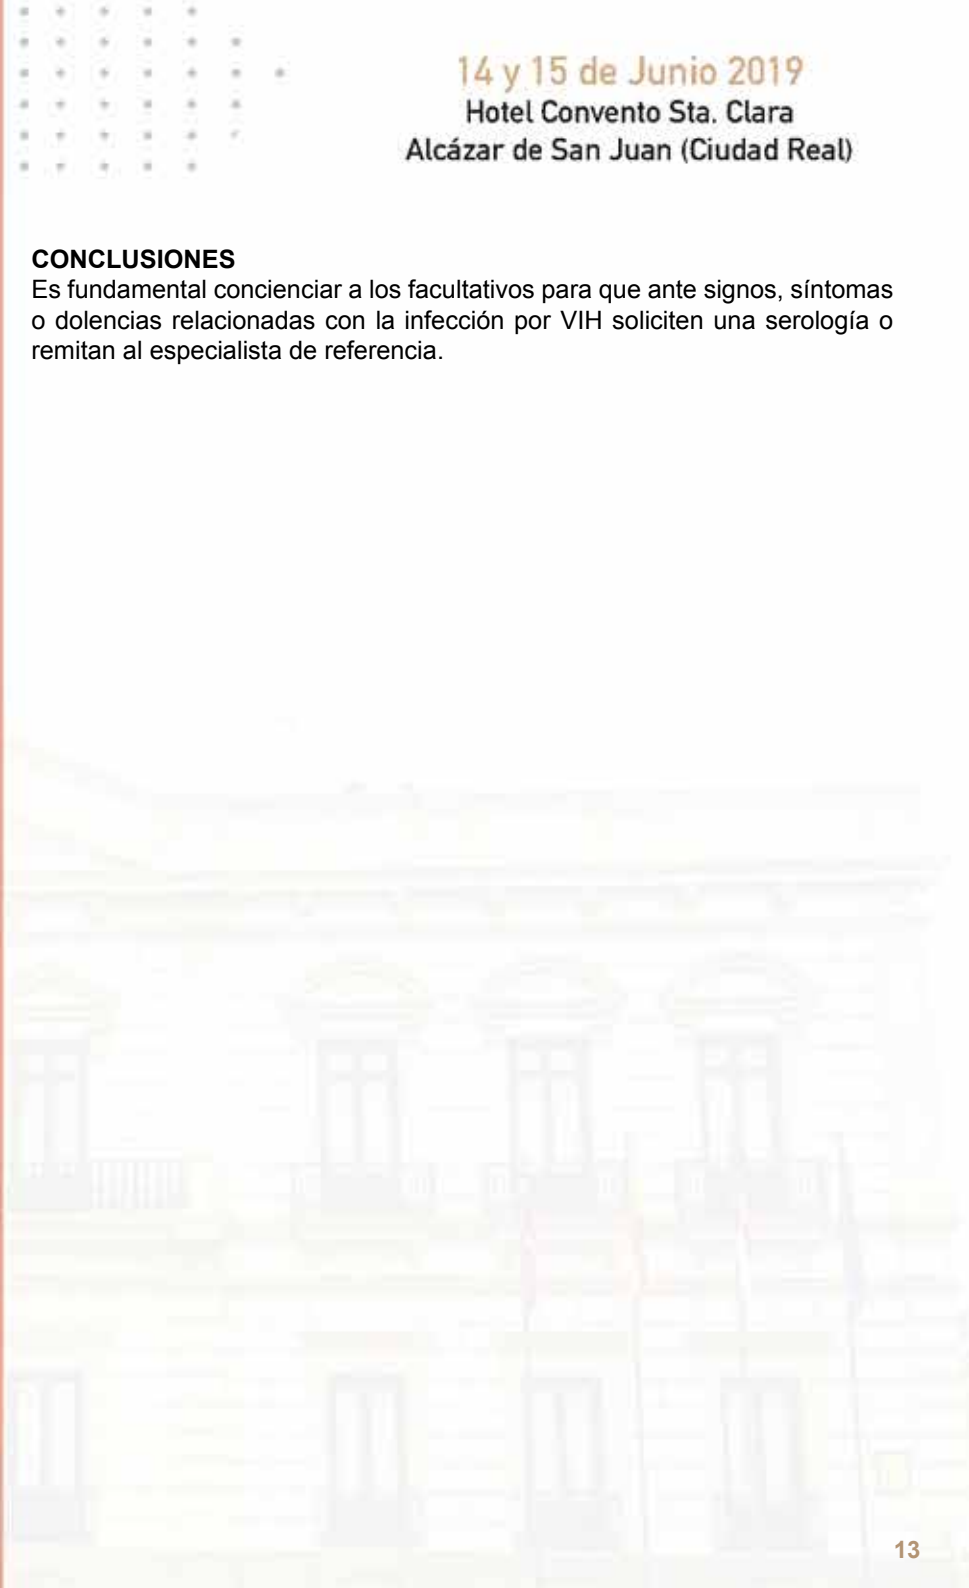 14 y 15 de Junio 2019
Hotel Convento Sta. Clara
Alcázar de San Juan (Ciudad Real)
CONCLUSIONES
Es fundamental concienciar a los facultativos para que ante signos, síntomas
o dolencias relacionadas con la infección por VIH soliciten una serología o
remitan al especialista de referencia.
13